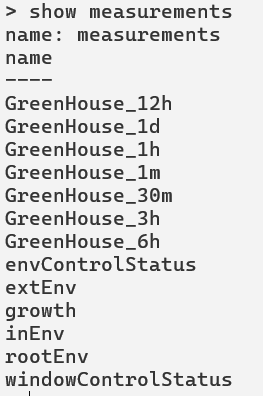 > show measurements
name: measurements
name
----
GreenHouse_12h
GreenHouse_1d
GreenHouse_1h
GreenHouse_1m
GreenHouse_30m
GreenHouse_3h
GreenHouse_6h
envControlStatus
extEnv
growth
inEnv
rootEnv
windowControlStatus